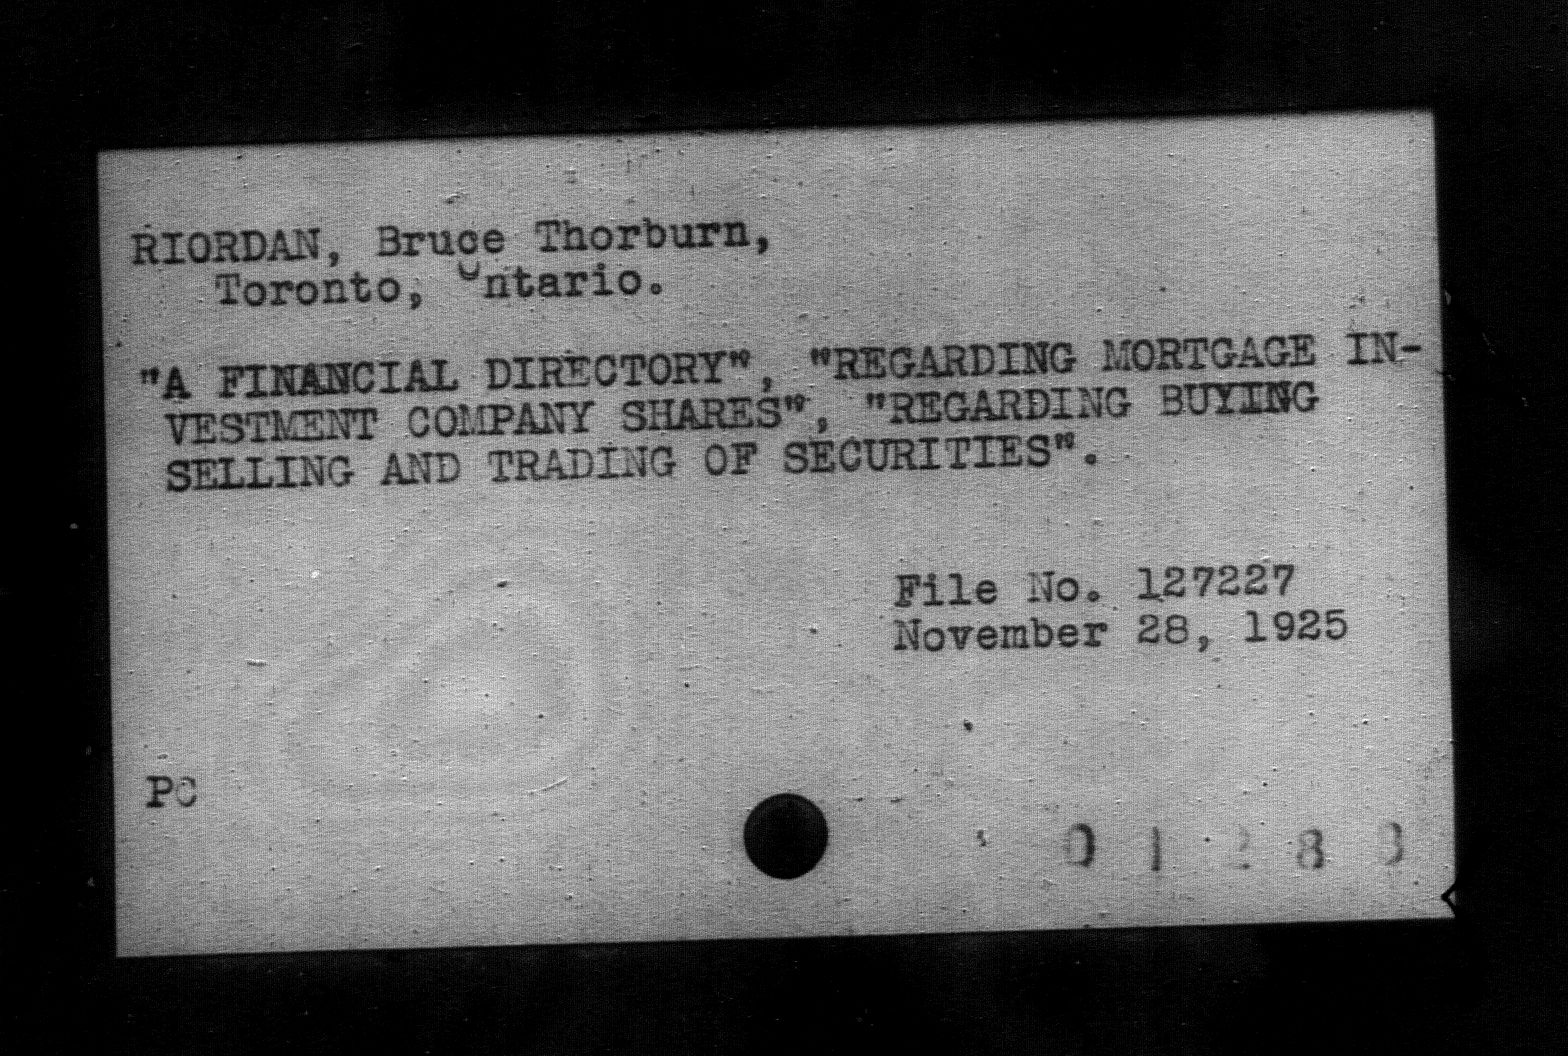 RIORDAN, Bruce Thorburn,
Toronto, Ontario.
"A FINANCIAL DIRECTORY", "REGARDING MORTGAGE IN-
VESTMENT COMPANY SHARES", "REGARDING BUYING
SELLING AND TRADING OF SECURITIES".
File No. 127227
November 28, 1925
PC